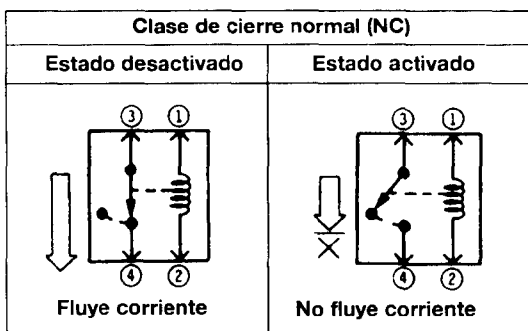 Clase de cierre normal (NC)
Estado desactivado
Estado activado
3 1
4 2
Fluye corriente
3 1
4 2
No fluye corriente